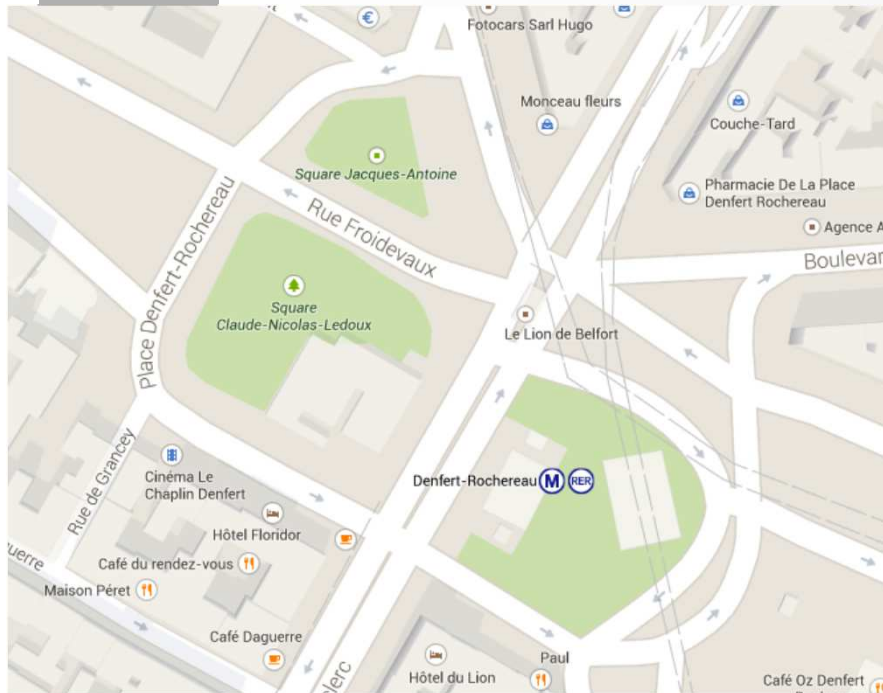 €
Fotocars Sarl Hugo
Monceau fleurs
Couche-Tard
Square Jacques-Antoine
Pharmacie De La Place
Denfert Rochereau
Agence A
Rue Froidevaux
Boulevar
Place Denfert-Rochereau
Square
Claude-Nicolas-Ledoux
Le Lion de Belfort
Rue de Grancey
Cinéma Le
Chaplin Denfert
Denfert-Rochereau M RER
Hôtel Floridor
guerre
Café du rendez-vous
Maison Péret
Café Daguerre
lerc
Hôtel du Lion
Paul
Café Oz Denfert